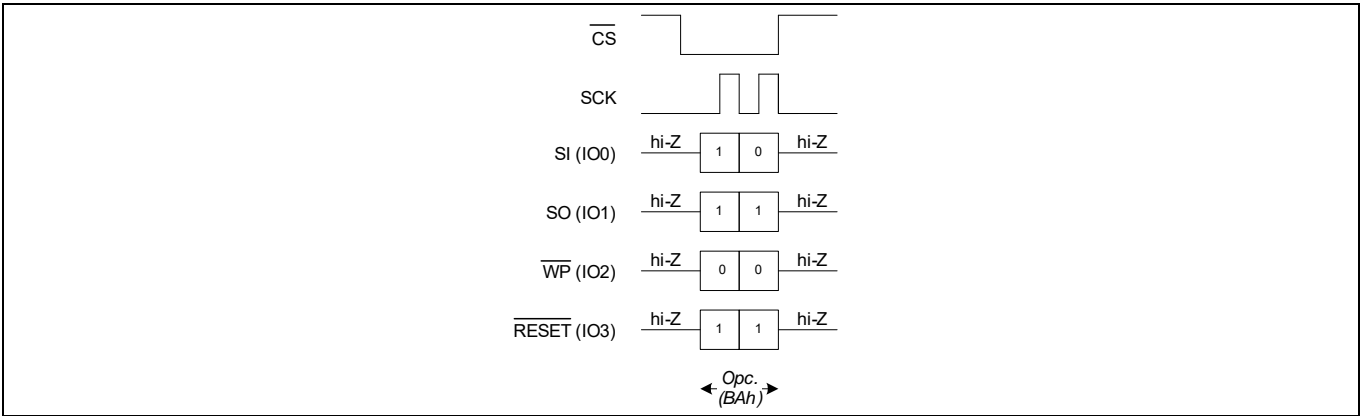 CS
SCK
SI (IO0) hi-Z 1 0 hi-Z
SO (IO1) hi-Z 1 1 hi-Z
WP (IO2) hi-Z 0 0 hi-Z
RESET (IO3) hi-Z 1 1 hi-Z
Opc.
(BAh)